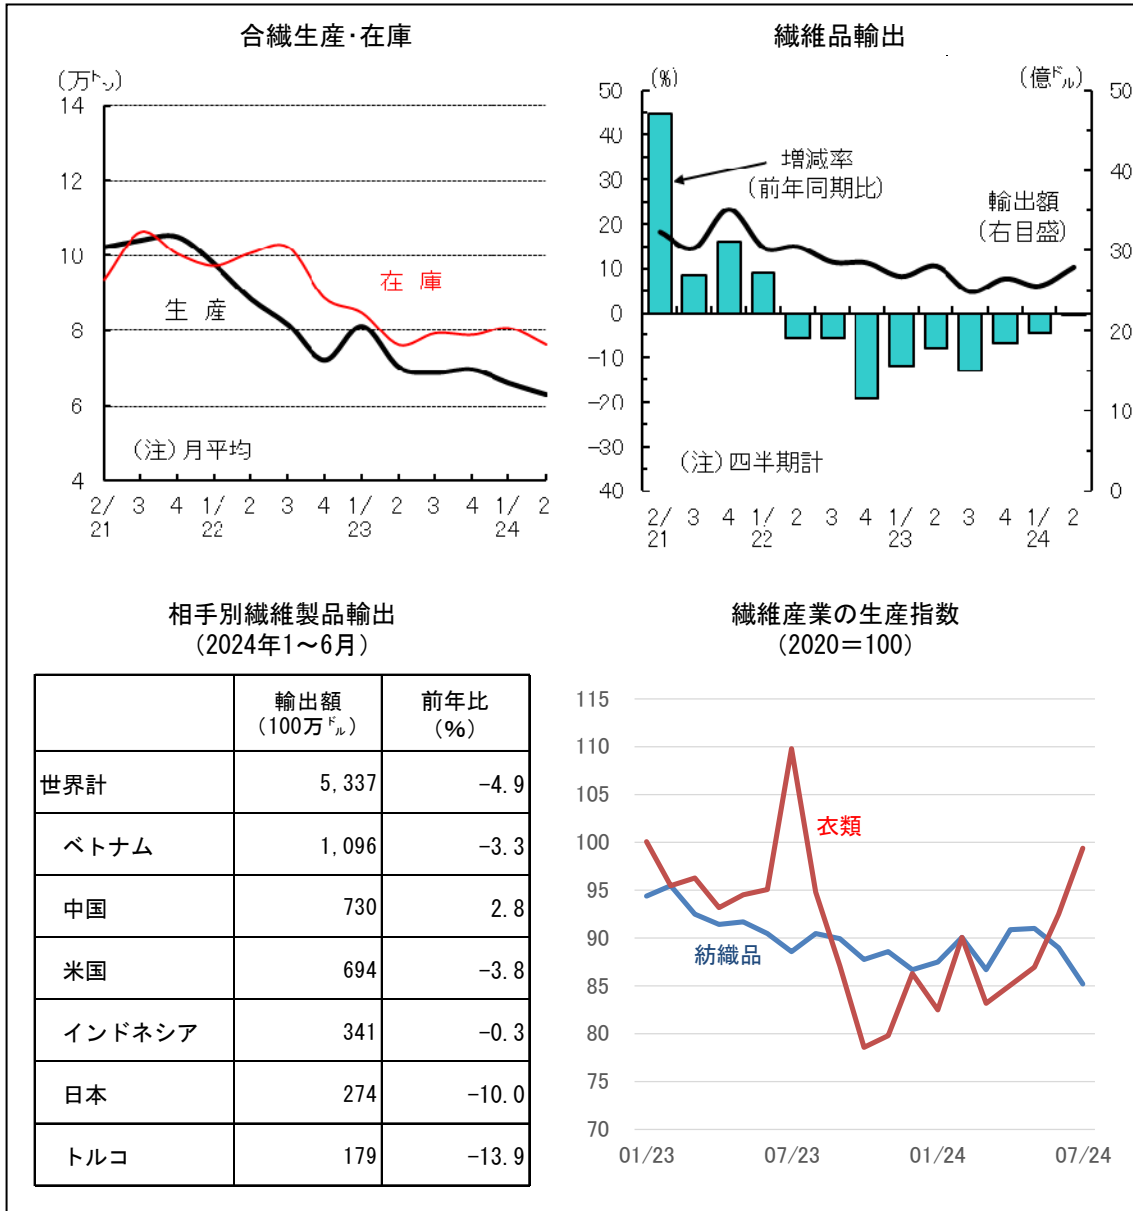 合繊生産・在庫
(万㌧)
14
12
10
8
6
4
在 庫
生 産
(注)月平均
2/ 3 4 1/ 2 3 4 1/ 2 3 4 1/ 2
21 22 23 24
繊維品輸出
(%)
(億㌦)
50
40
30
20
10
0
-10
-20
-30
40
50
40
30
20
10
0
増減率
(前年同期比)
輸出額
(右目盛)
(注)四半期計
2/ 3 4 1/ 2 3 4 1/ 2 3 4 1/ 2
21 22 23 24
相手別繊維製品輸出
(2024年1〜6月)
輸出額 前年比
(100万㌦) (%)
世界計 5,337 -4.9
ベトナム 1,096 -3.3
中国 730 2.8
米国 694 -3.8
インドネシア 341 -0.3
日本 274 -10.0
トルコ 179 -13.9
繊維産業の生産指数
(2020=100)
115
110
105
100
95
90
85
80
75
70
衣類
紡織品
01/23 07/23 01/24 07/24